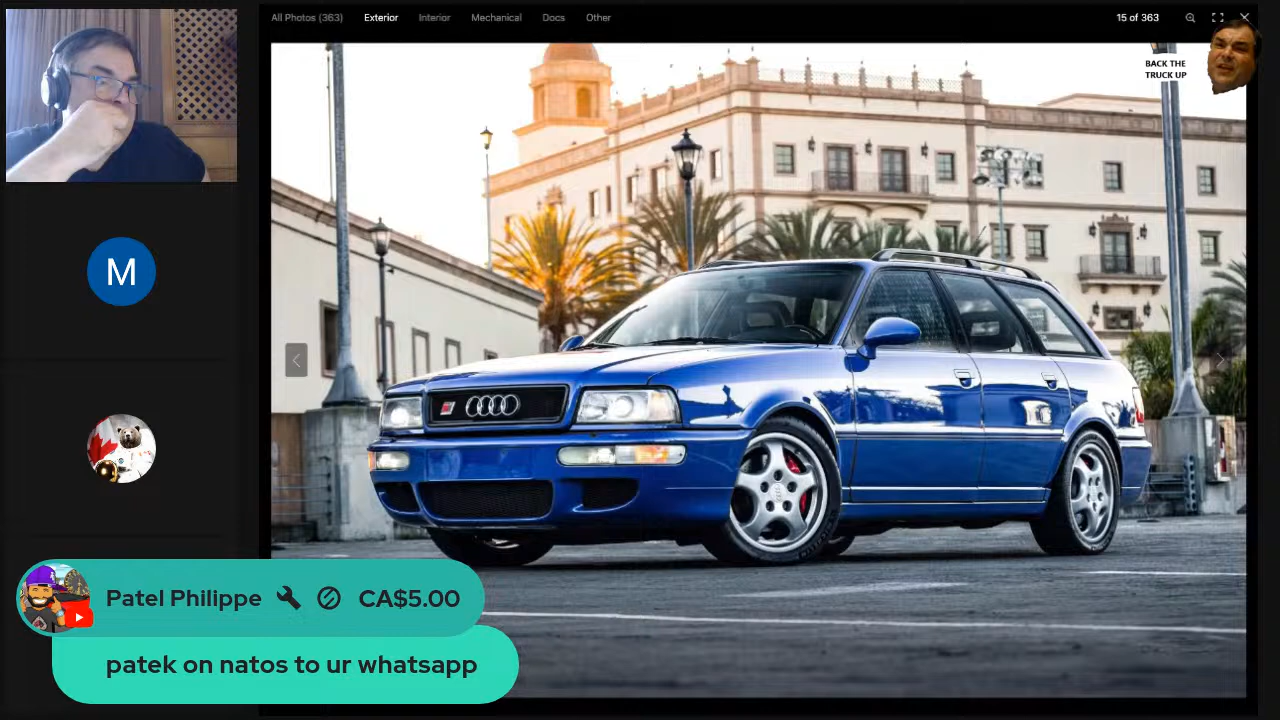 All Photos (363) Exterior Interior Mechanical Docs Other 15 of 363
BACK THE
TRUCK UP
M
Patel Philippe CA$5.00
patek on natos to ur whatsapp